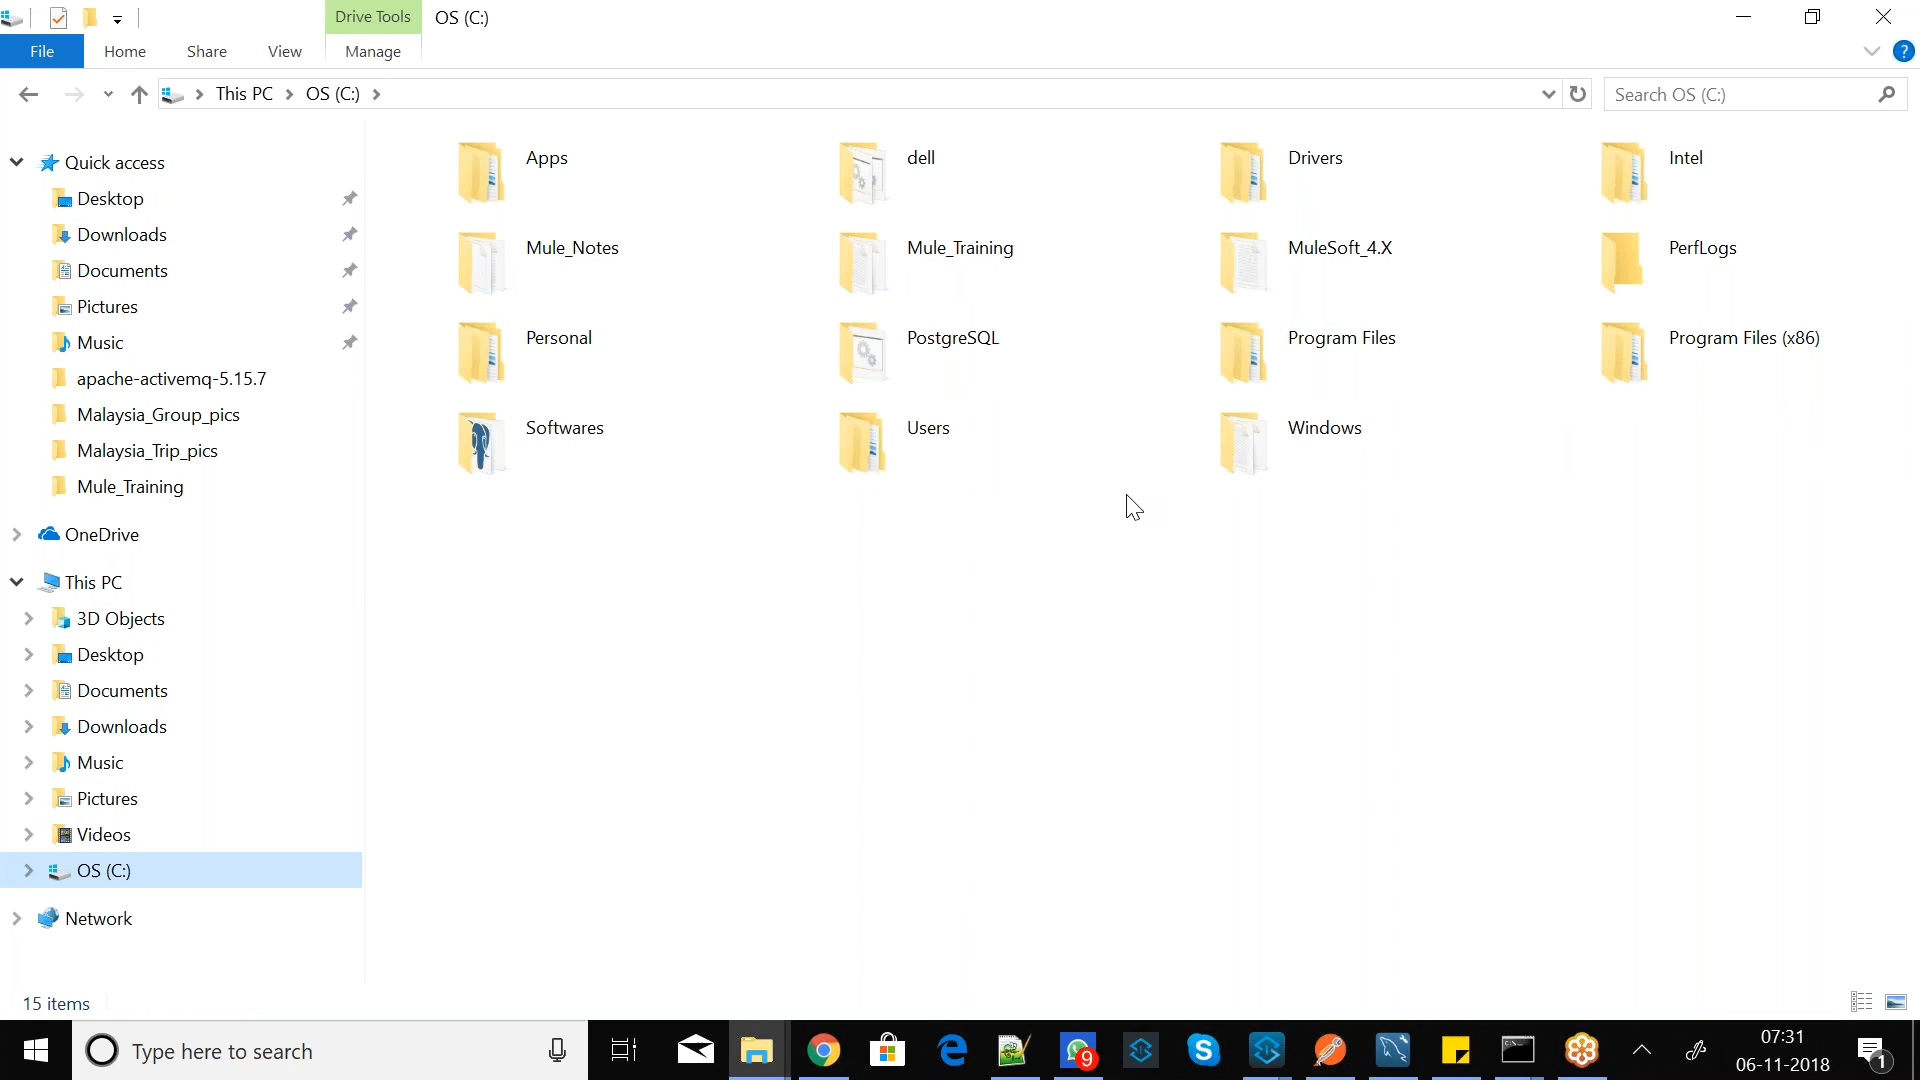 Drive Tools
OS (C:)
File
Home
Share
View
Manage
?
This PC
OS (C:)
Search OS (C:)
Quick access
Desktop
Downloads
Documents
Pictures
Music
apache-activemq-5.15.7
Malaysia_Group_pics
Malaysia_Trip_pics
Mule_Training
OneDrive
This PC
3D Objects
Desktop
Documents
Downloads
Music
Pictures
Videos
OS (C:)
Network
Apps
dell
Drivers
Intel
Mule_Notes
Mule_Training
MuleSoft_4.X
PerfLogs
Personal
PostgreSQL
Program Files
Program Files (x86)
Softwares
Users
Windows
15 items
Type here to search
9
07:31
06-11-2018
1